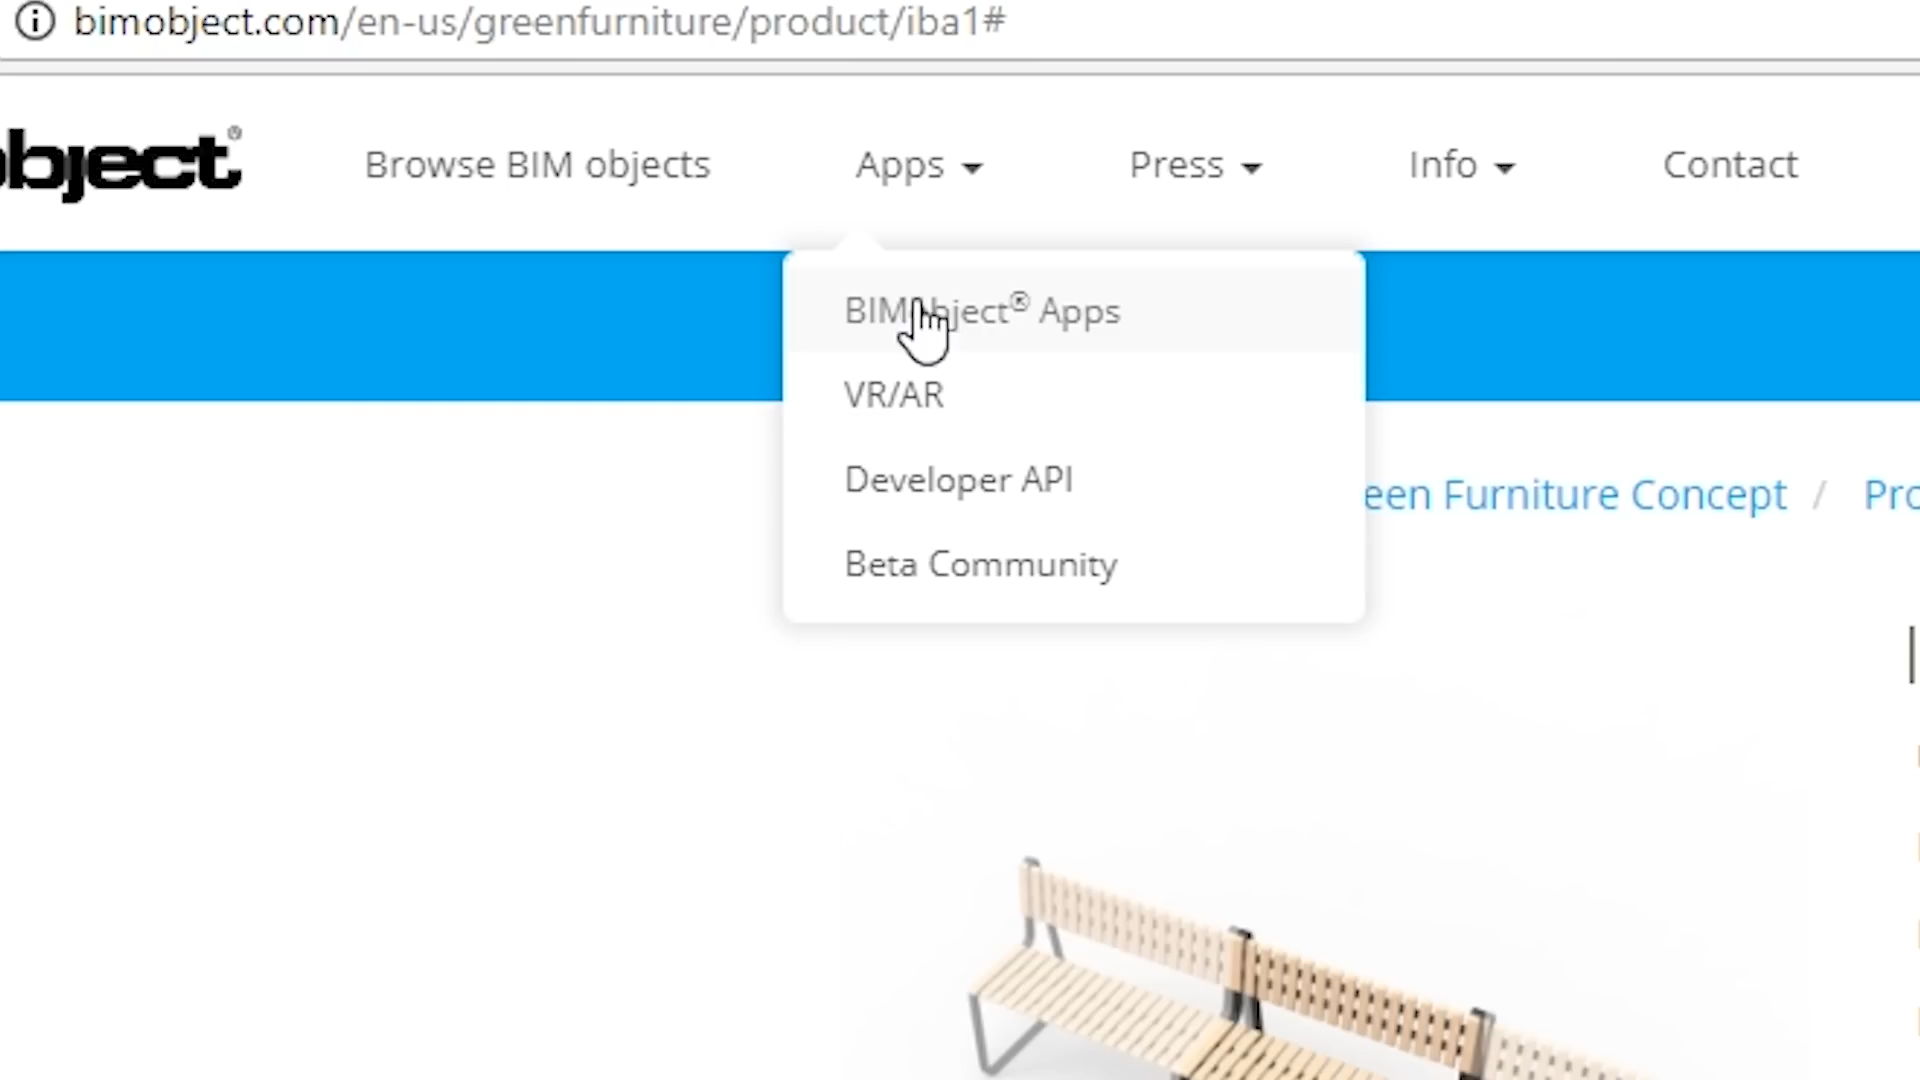 bimobject.com/en-us/greenfurniture/product/iba1#
bject®
Browse BIM objects
Apps
Press
Info
Contact
BIMobject® Apps
VR/AR
Developer API
Beta Community
een Furniture Concept / Pro